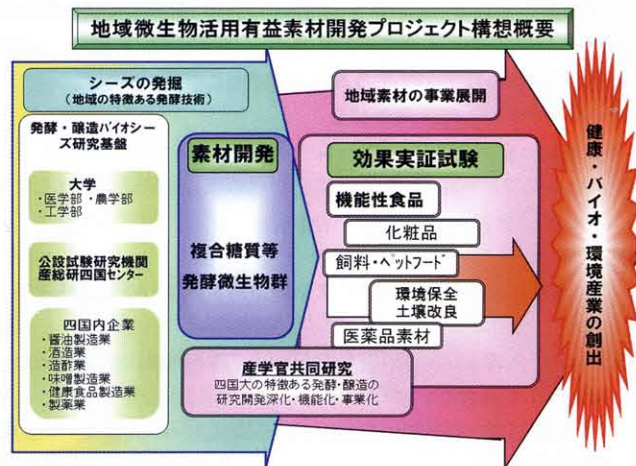 地域微生物活用有益素材開発プロジェクト構想概要
シーズの発掘
（地域の特徴ある発酵技術）
発酵・醸造バイオシー
ズ研究基盤
大学
・医学部・農学部
・工学部
公設試験研究機関
産総研四国センター
四国内企業
・醤油製造業
・酒造業
・造酢業
・味噌製造業
・健康食品製造業
・製薬業
素材開発
複合糖質等
発酵微生物群
地域素材の事業展開
効果実証試験
機能性食品
化粧品
飼料・ペットフード
環境保全
土壌改良
医薬品素材
産学官共同研究
四国大の特徴ある発酵・醸造の
研究開発深化・機能化・事業化
健康・バイオ・環境産業の創出